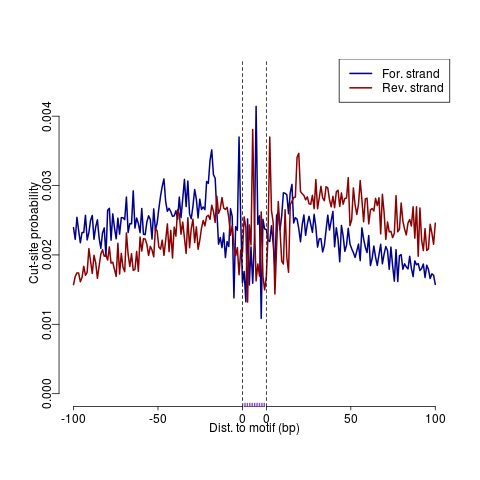 For. strand
Rev. strand
Cut-site probability
0.004
0.003
0.002
0.001
0.000
-100 -50 0 0 50 100
Dist. to motif (bp)